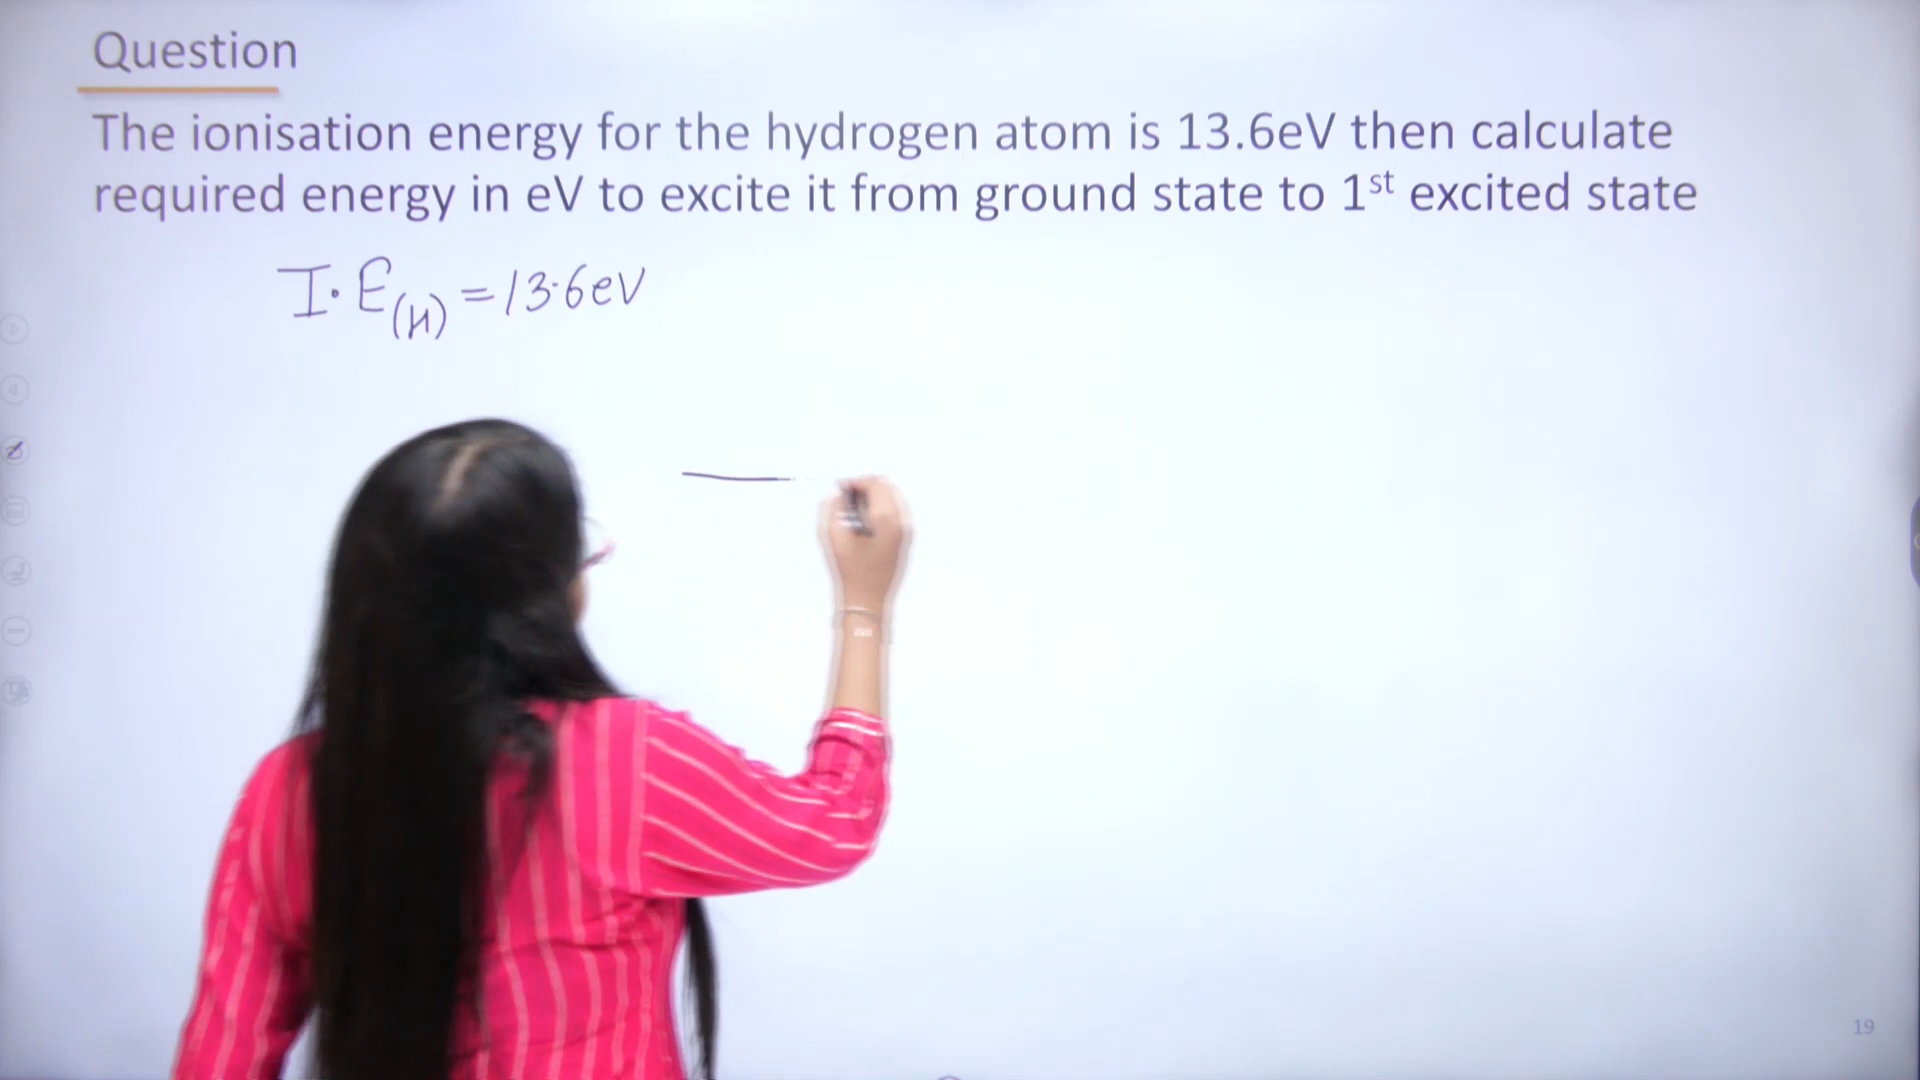 Question
The ionisation energy for the hydrogen atom is 13.6eV then calculate
required energy in eV to excite it from ground state to 1st excited state
I.E(H) = 13.6eV
19